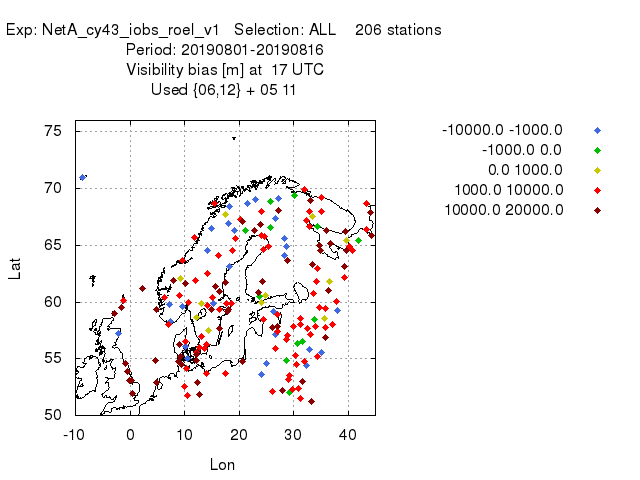 Exp: NetA_cy43_iobs_roel_v1 Selection: ALL 206 stations
Period: 20190801-20190816
Visibility bias [m] at 17 UTC
Used {06,12} + 05 11
-10000.0 -1000.0
-1000.0 0.0
0.0 1000.0
1000.0 10000.0
10000.0 20000.0
75
70
65
60
55
50
Lat
-10 0 10 20 30 40
Lon